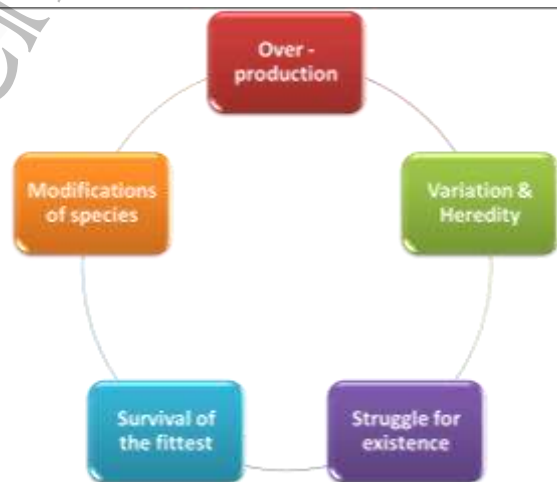 Over -
production
Variation &
Heredity
Struggle for
existence
Survival of
the fittest
Modifications
of species